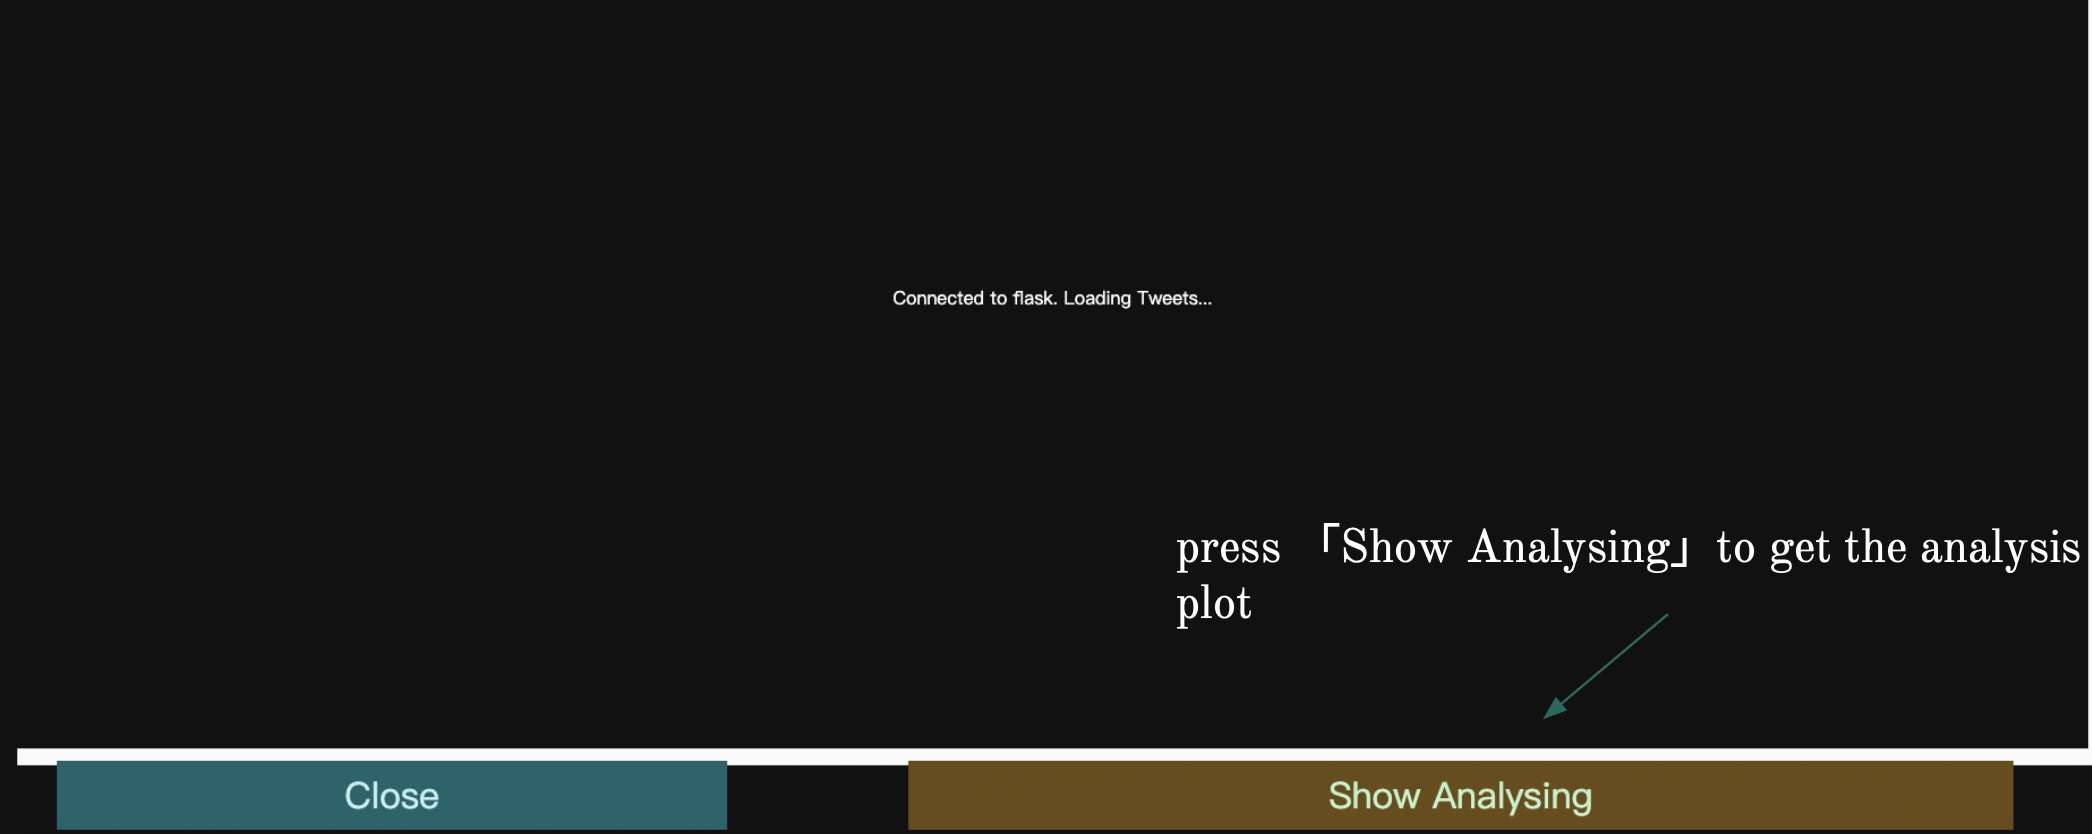 Connected to flask. Loading Tweets...
press 「Show Analysing」 to get the analysis
plot
Close
Show Analysing